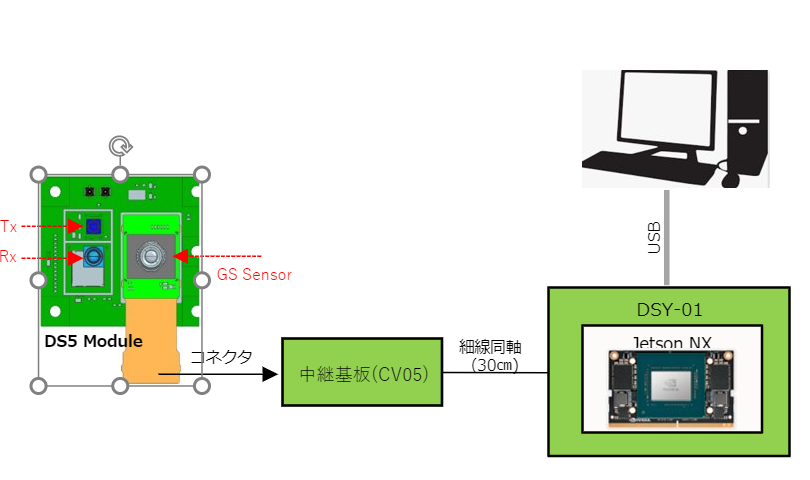 Tx
Rx
GS Sensor
DS5 Module
コネクタ
中継基板(CV05)
細線同軸
(30㎝)
USB
DSY-01
Jetson NX